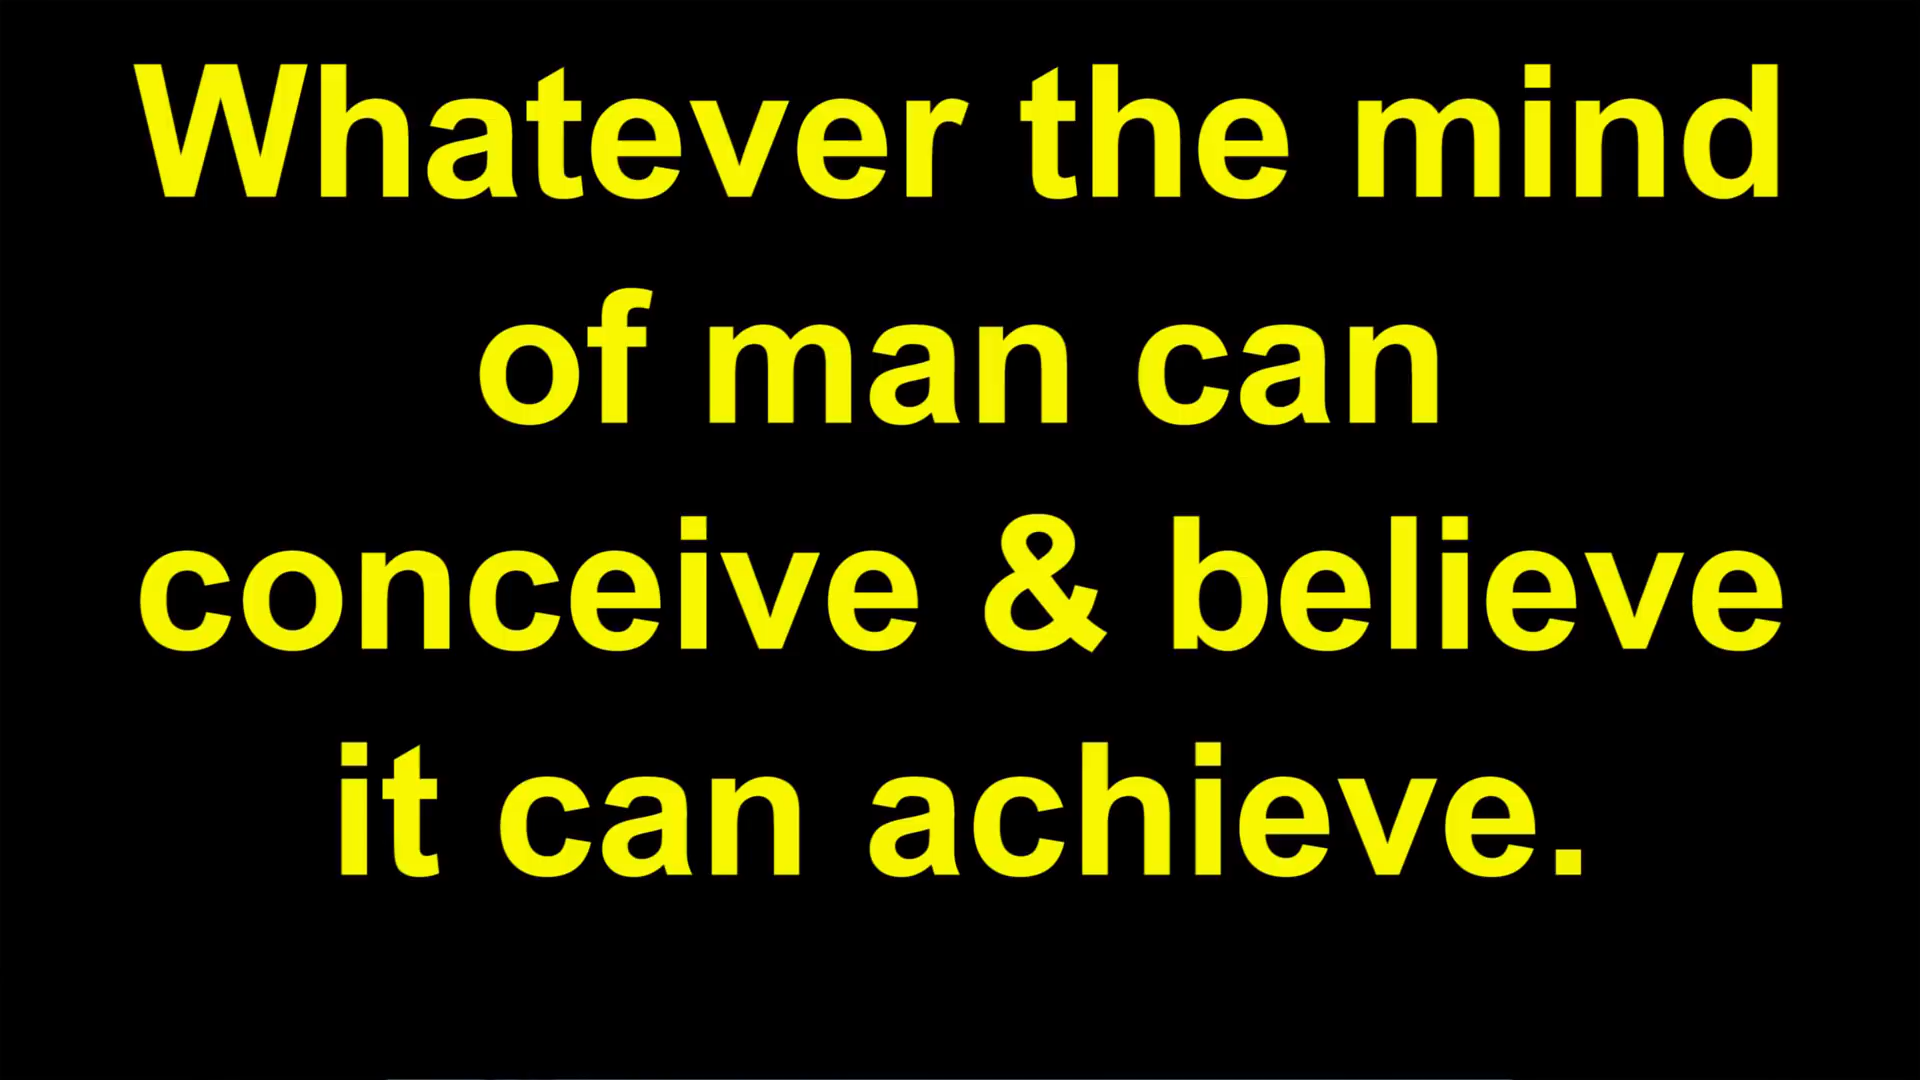 Whatever the mind
of man can
conceive & believe
it can achieve.